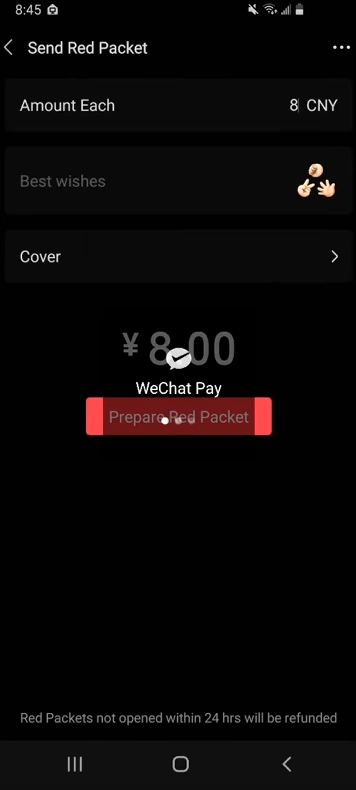 8:45
Send Red Packet
Amount Each 8 CNY
Best wishes
Cover
¥ 8.00
WeChat Pay
Prepare Red Packet
Red Packets not opened within 24 hrs will be refunded